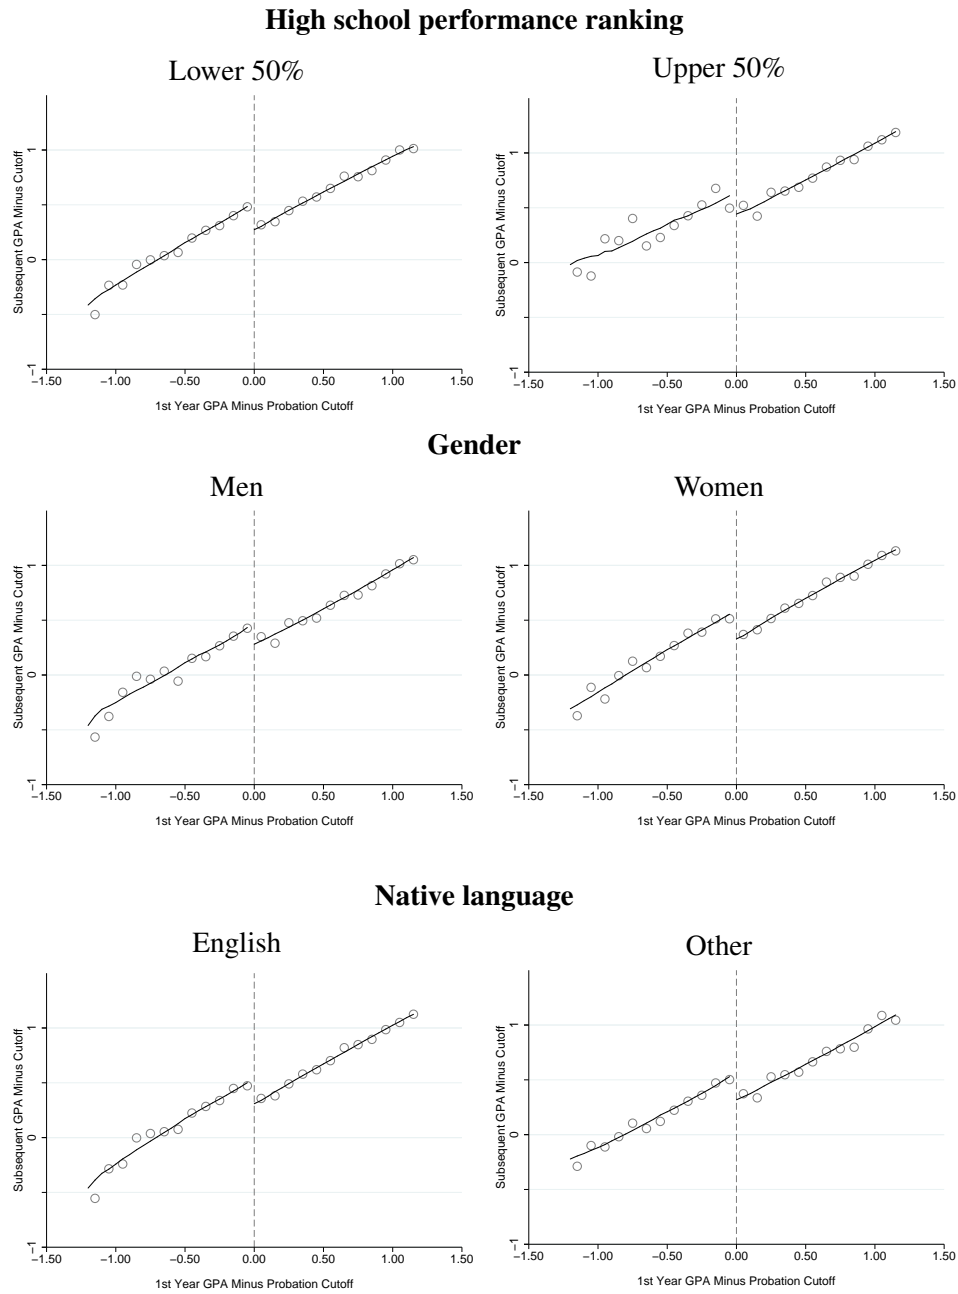 High school performance ranking
Lower 50%
Upper 50%
Subsequent GPA Minus Cutoff
1
0
−1
−1.50 −1.00 −0.50 0.00 0.50 1.00 1.50
1st Year GPA Minus Probation Cutoff
Subsequent GPA Minus Cutoff
1
0
−1
−1.50 −1.00 −0.50 0.00 0.50 1.00 1.50
1st Year GPA Minus Probation Cutoff
Gender
Men
Women
Subsequent GPA Minus Cutoff
1
0
−1
−1.50 −1.00 −0.50 0.00 0.50 1.00 1.50
1st Year GPA Minus Probation Cutoff
Subsequent GPA Minus Cutoff
1
0
−1
−1.50 −1.00 −0.50 0.00 0.50 1.00 1.50
1st Year GPA Minus Probation Cutoff
Native language
English
Other
Subsequent GPA Minus Cutoff
1
0
−1
−1.50 −1.00 −0.50 0.00 0.50 1.00 1.50
1st Year GPA Minus Probation Cutoff
Subsequent GPA Minus Cutoff
1
0
−1
−1.50 −1.00 −0.50 0.00 0.50 1.00 1.50
1st Year GPA Minus Probation Cutoff